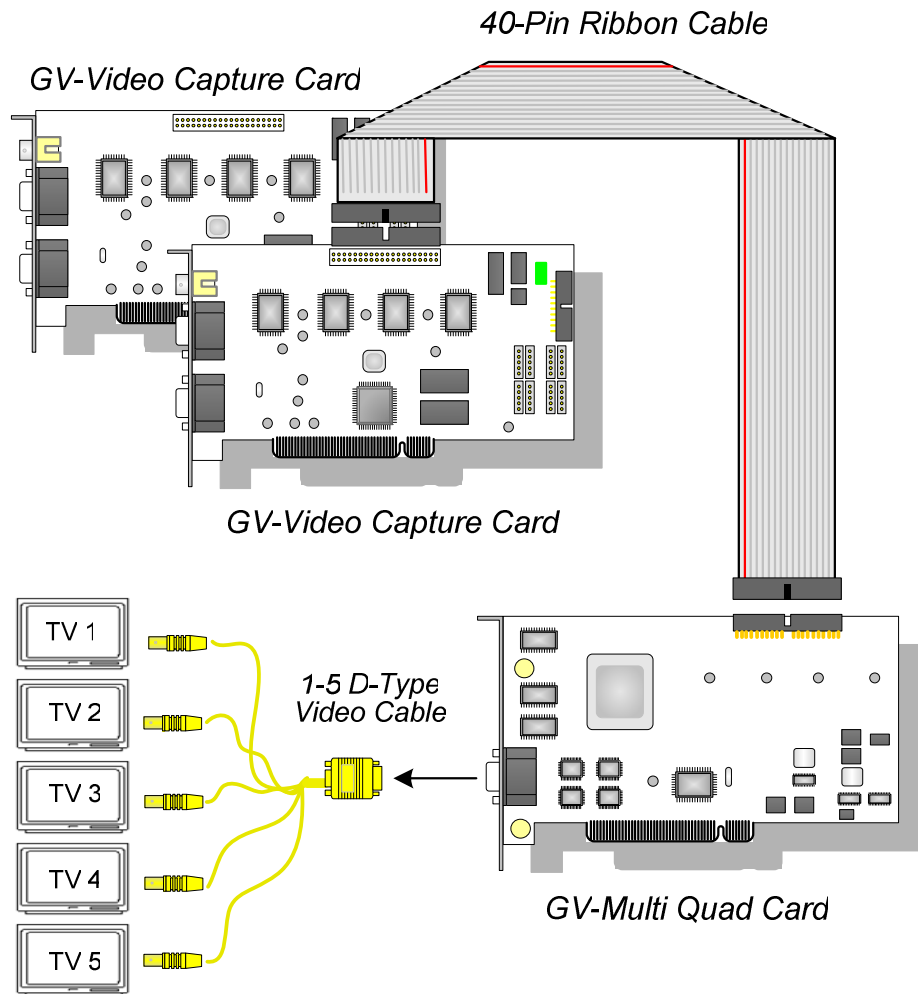 40-Pin Ribbon Cable
GV-Video Capture Card
GV-Video Capture Card
TV 1
TV 2
TV 3
TV 4
TV 5
1-5 D-Type
Video Cable
GV-Multi Quad Card